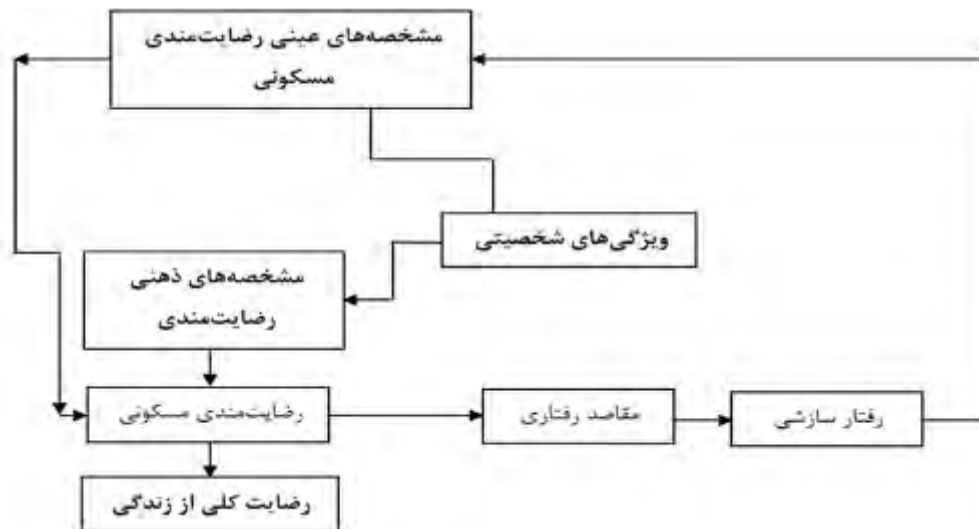 مشخصه‌های عینی رضایت‌مندی
مسکونی
ویژگی‌های شخصیتی
مشخصه‌های ذهنی
رضایت‌مندی
رضایت‌مندی مسکونی
مقاصد رفتاری
رفتار سازشی
رضایت کلی از زندگی